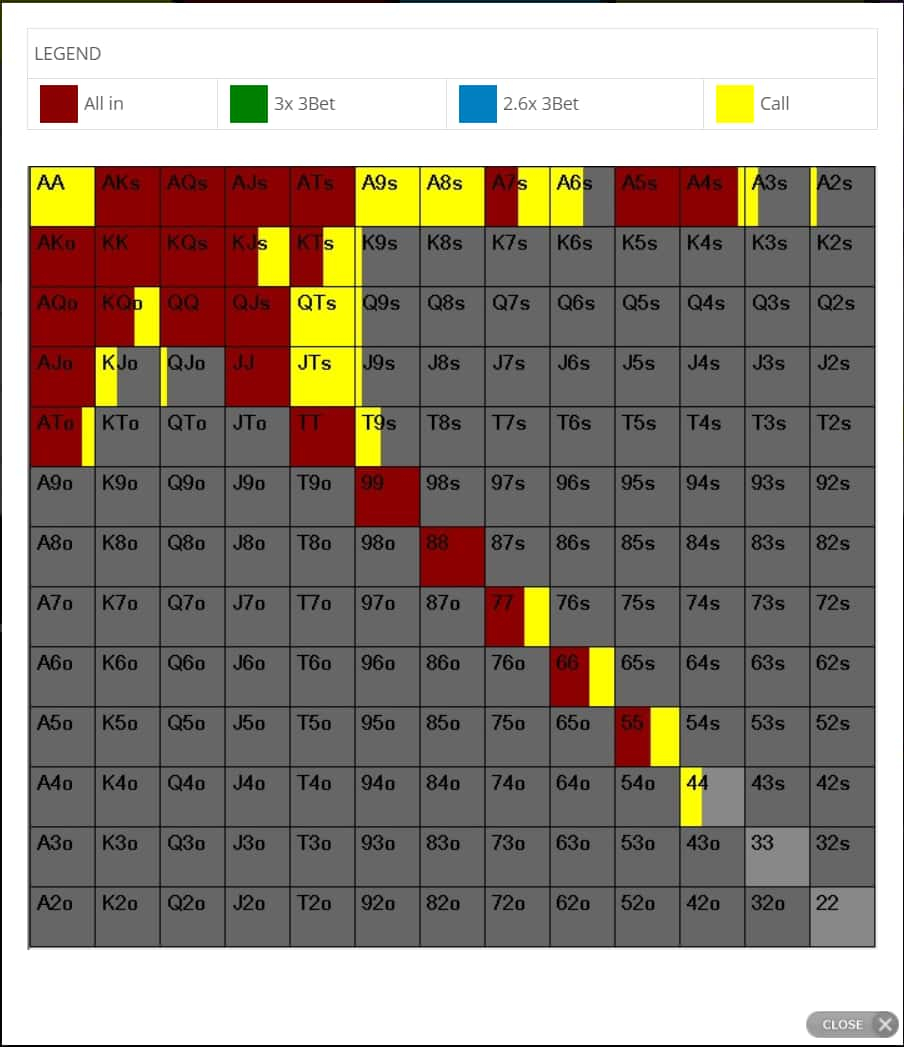 LEGEND
All in 3x 3Bet 2.6x 3Bet Call
AA AKs AQs AJs ATs A9s A8s A7s A6s A5s A4s A3s A2s
AKo KK KQs KJs KTs K9s K8s K7s K6s K5s K4s K3s K2s
AQo KQo QQ QJs QTs Q9s Q8s Q7s Q6s Q5s Q4s Q3s Q2s
AJo KJo QJo JJ JTs J9s J8s J7s J6s J5s J4s J3s J2s
ATo KTo QTo JTo TT T9s T8s T7s T6s T5s T4s T3s T2s
A9o K9o Q9o J9o T9o 99 98s 97s 96s 95s 94s 93s 92s
A8o K8o Q8o J8o T8o 98o 88 87s 86s 85s 84s 83s 82s
A7o K7o Q7o J7o T7o 97o 87o 77 76s 75s 74s 73s 72s
A6o K6o Q6o J6o T6o 96o 86o 76o 66 65s 64s 63s 62s
A5o K5o Q5o J5o T5o 95o 85o 75o 65o 55 54s 53s 52s
A4o K4o Q4o J4o T4o 94o 84o 74o 64o 54o 44 43s 42s
A3o K3o Q3o J3o T3o 93o 83o 73o 63o 53o 43o 33 32s
A2o K2o Q2o J2o T2o 92o 82o 72o 62o 52o 42o 32o 22
CLOSE